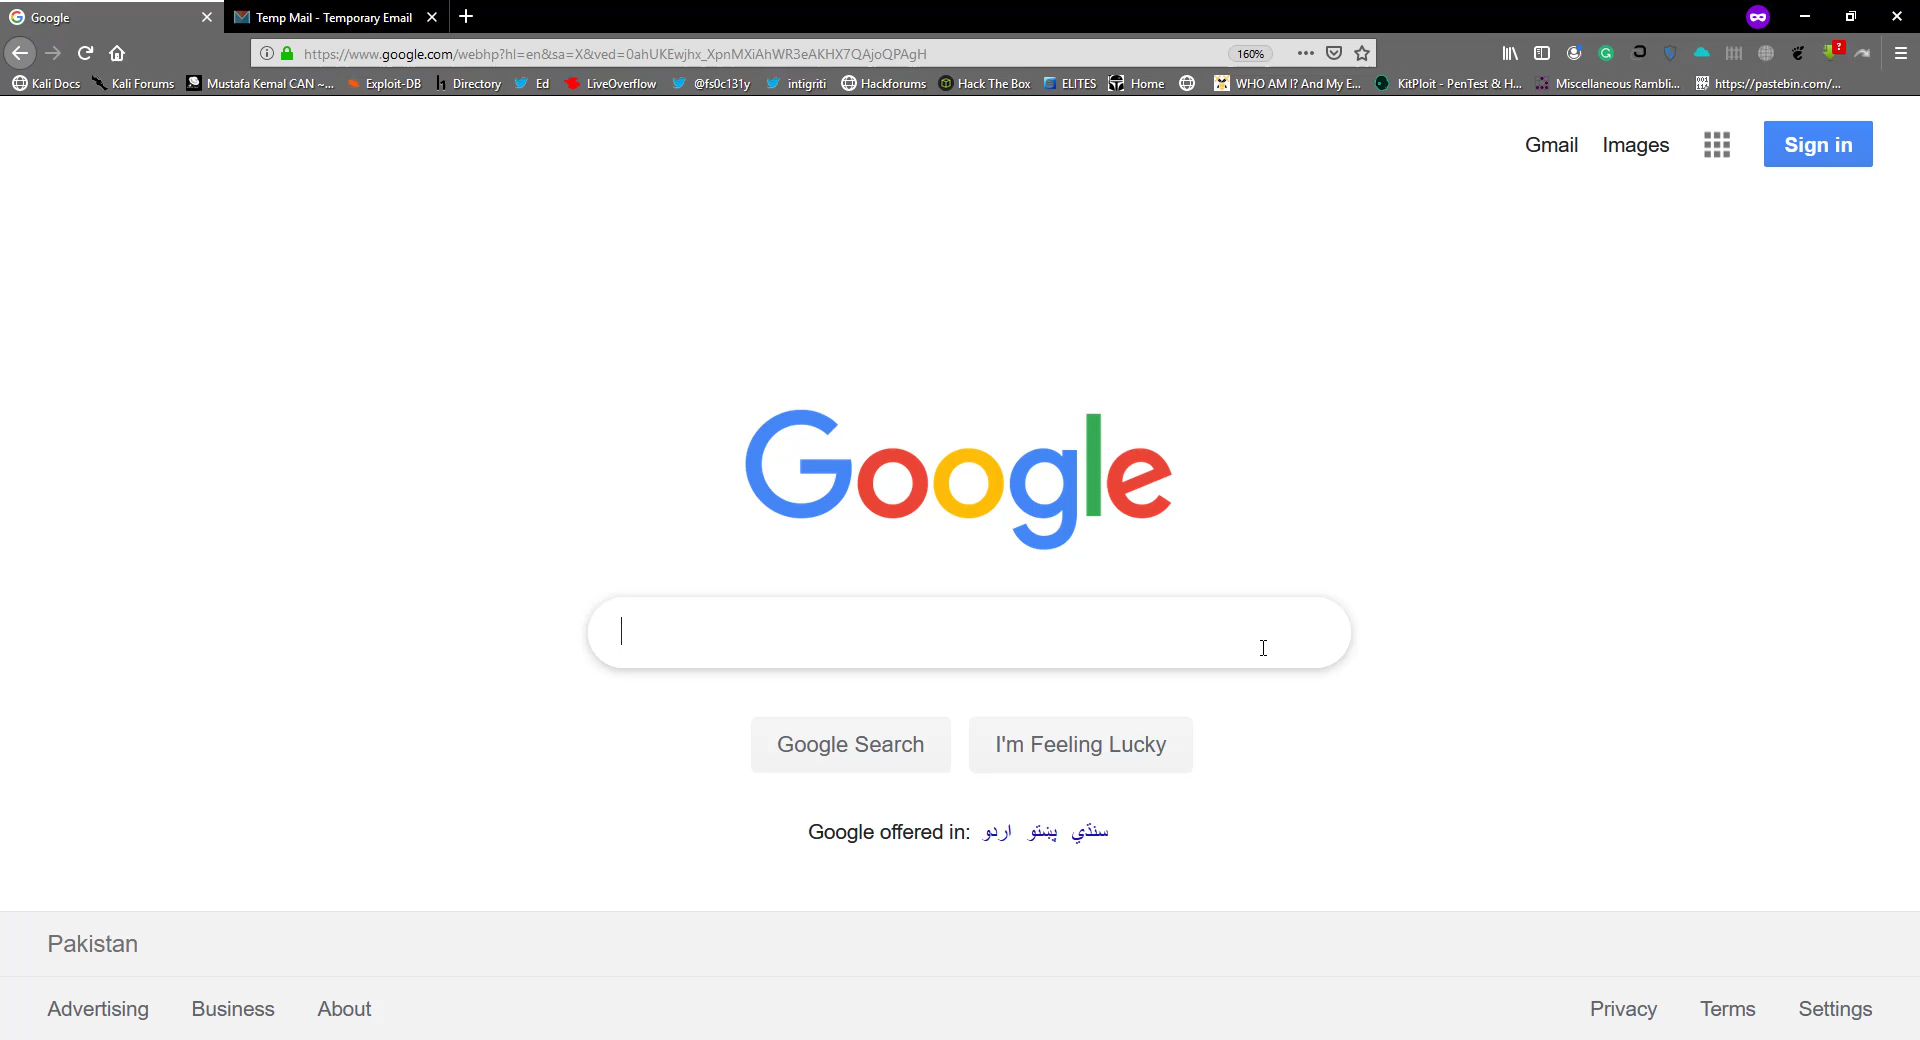 Google
Temp Mail - Temporary Email
https://www.google.com/webhp?hl=en&sa=X&ved=0ahUKEwjhx_XpnMXiAhWR3eAKHX7QAjoQPAgH
160%
Kali Docs
Kali Forums
Mustafa Kemal CAN ~...
Exploit-DB
Directory
Ed
LiveOverflow
@fs0c131y
intigriti
Hackforums
Hack The Box
ELITES
Home
WHO AM I? And My E...
KitPloit - PenTest & H...
Miscellaneous Rambli...
https://pastebin.com/...
Gmail
Images
Sign in
Google
Google Search
I'm Feeling Lucky
Google offered in: اردو پښتو سنڌي
Pakistan
Advertising
Business
About
Privacy
Terms
Settings